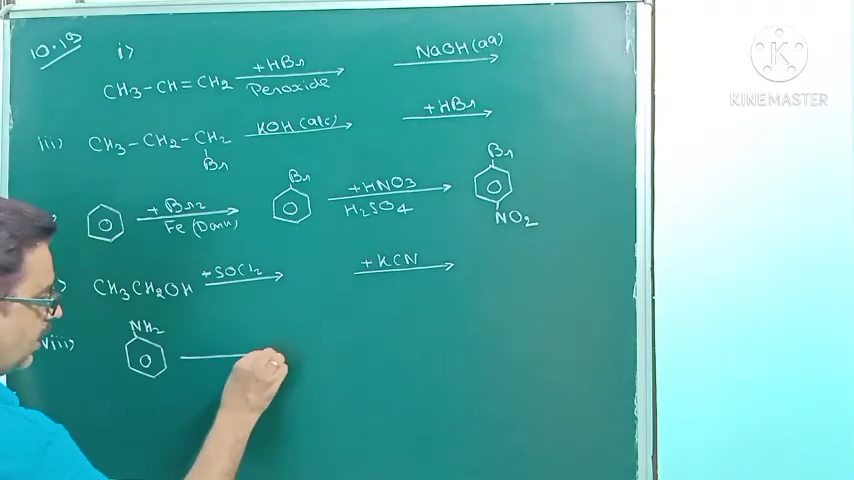 10.19 i)
CH3-CH=CH2 +HBr Peroxide NaOH(aq)
iii) CH3-CH2-CH2 Br KOH(alc) +HBr
) +Br2 Fe (Dark) Br +HNO3 H2SO4 Br NO2
) CH3CH2OH +SOCl2 +KCN
viii) NH2
K
KINEMASTER